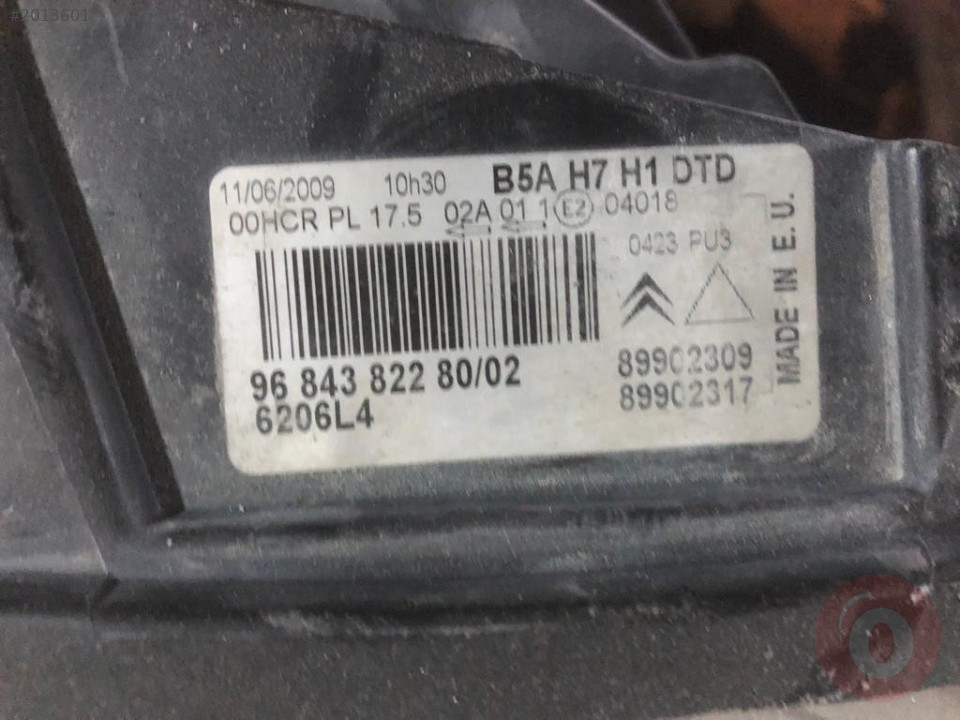 #2013601
11/06/2009 10h30 B5A H7 H1 DTD
00HCR PL 17.5 02A 01 1 E2 04018
0423 PU3
MADE IN E.U.
96 843 822 80/02
6206L4
89902309
89902317